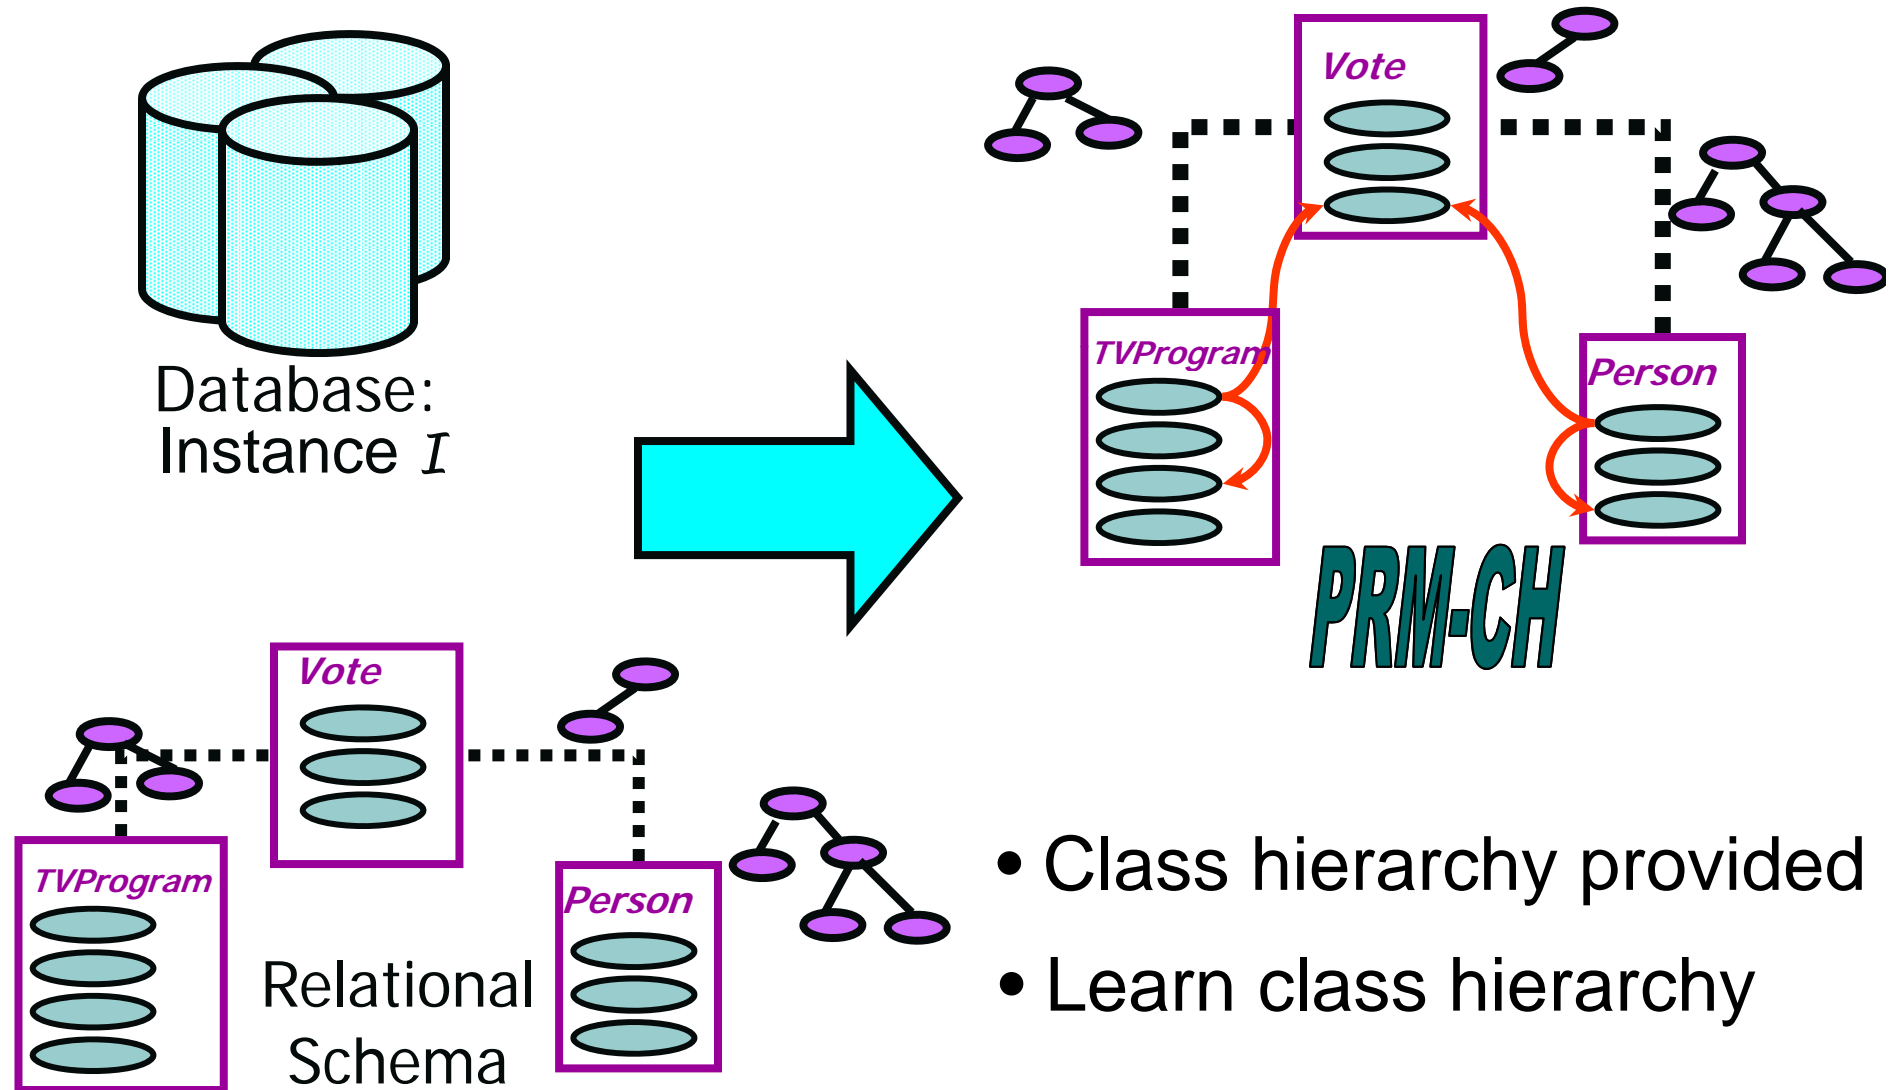 Database:
Instance I
Vote
TVProgram
Person
PRM-CH
Vote
TVProgram
Person
Relational
Schema
• Class hierarchy provided
• Learn class hierarchy